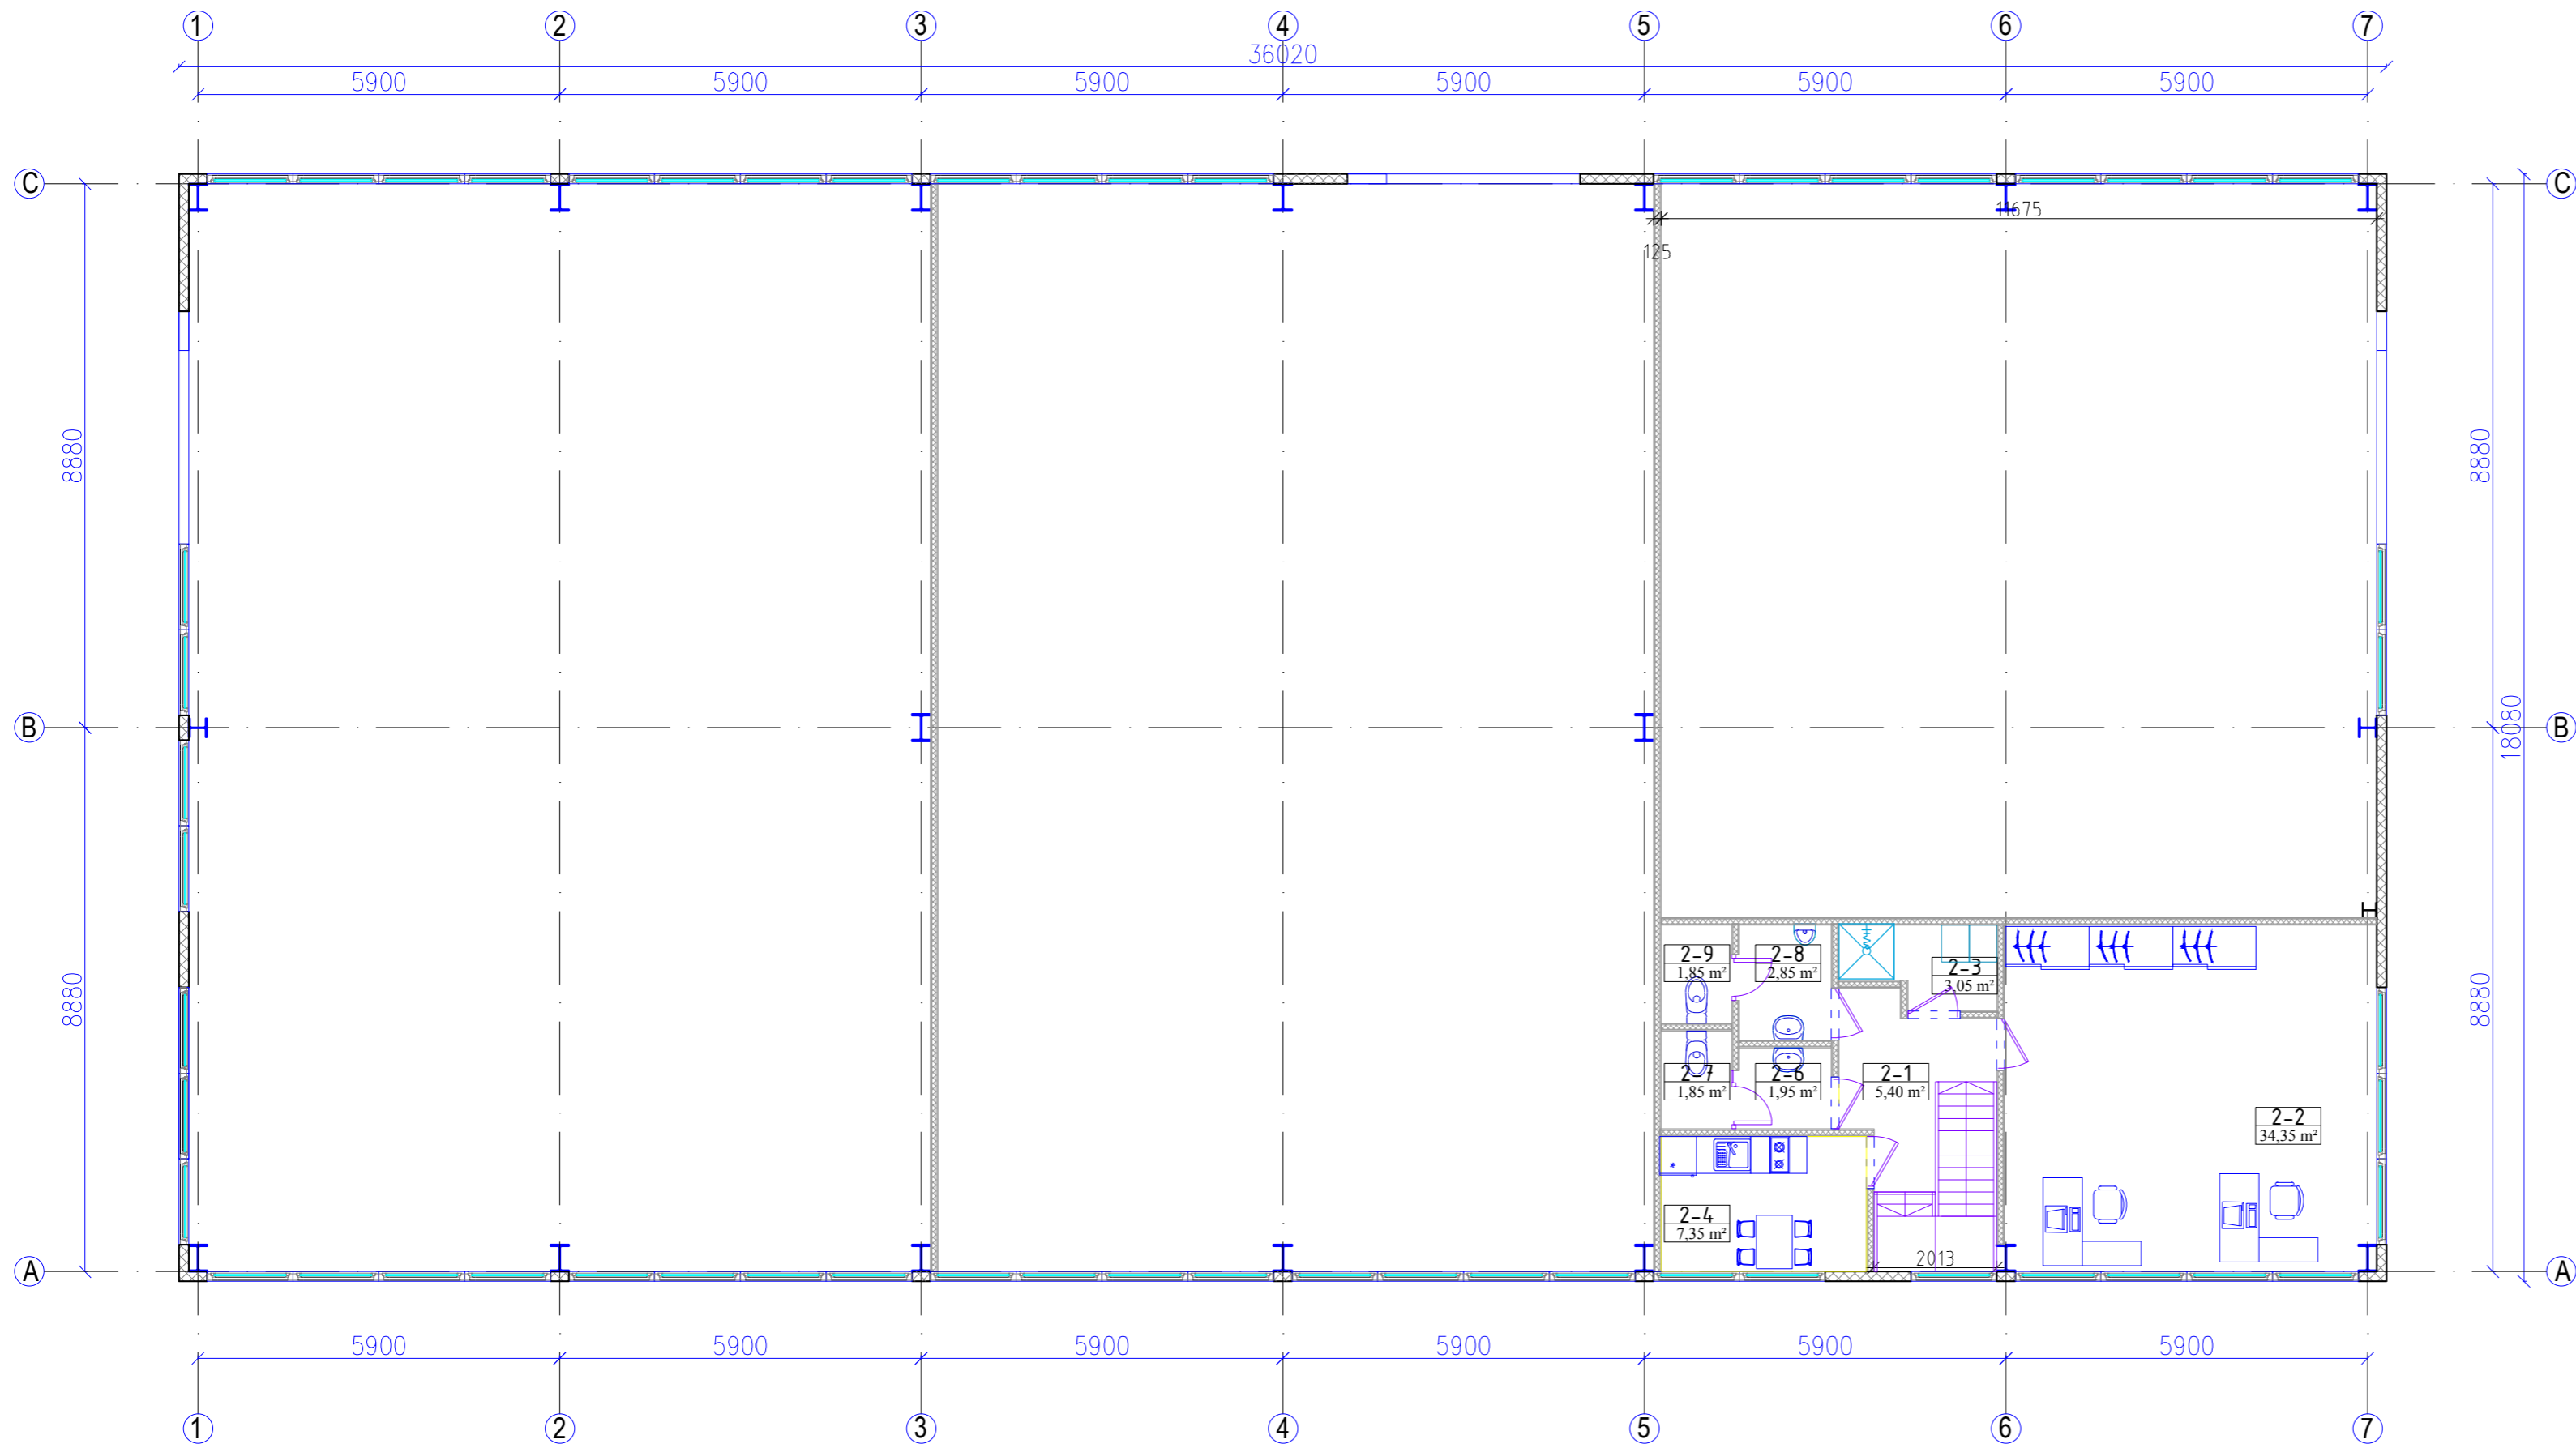 1 2 3 4 5 6 7
36020
5900 5900 5900 5900 5900 5900
C C
11675
125
8880 8880
B B
18080
2-9 2-8
1,85 m² 2,85 m²
2-3
3,05 m²
8880 8880
2-7 2-6 2-1
1,85 m² 1,95 m² 5,40 m²
2-2
34,35 m²
2-4
7,35 m²
2013
A A
5900 5900 5900 5900 5900 5900
1 2 3 4 5 6 7